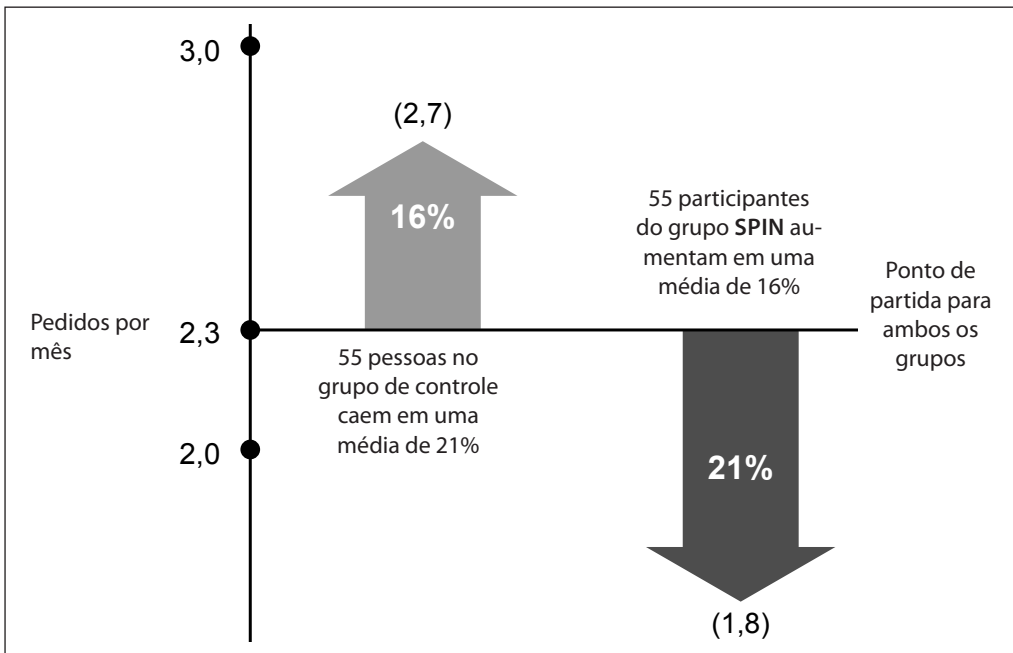 3,0
(2,7)
16%
55 participantes
do grupo SPIN au-
mentam em uma
média de 16%
Ponto de
partida para
ambos os
grupos
Pedidos por
mês
2,3
55 pessoas no
grupo de controle
caem em uma
média de 21%
2,0
21%
(1,8)